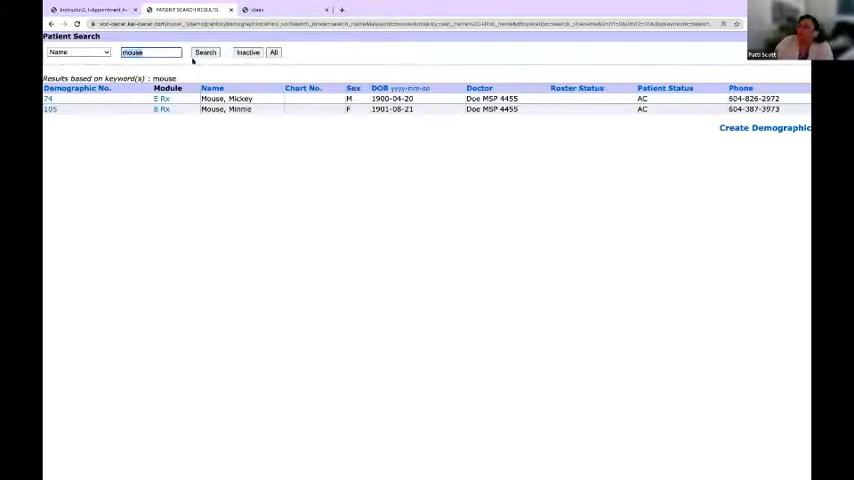 PATIENT SEARCH RESULTS
Patient Search
Name mouse Search Inactive All
Patti Scott
Results based on keyword(s) : mouse
Demographic No. Module Name Chart No. Sex DOB yyyy-mm-dd Doctor Roster Status Patient Status Phone
74 E Rx Mouse, Mickey M 1900-04-20 Doe MSP 4455 AC 604-826-2972
105 E Rx Mouse, Minnie F 1901-08-21 Doe MSP 4455 AC 604-387-3973
Create Demographic